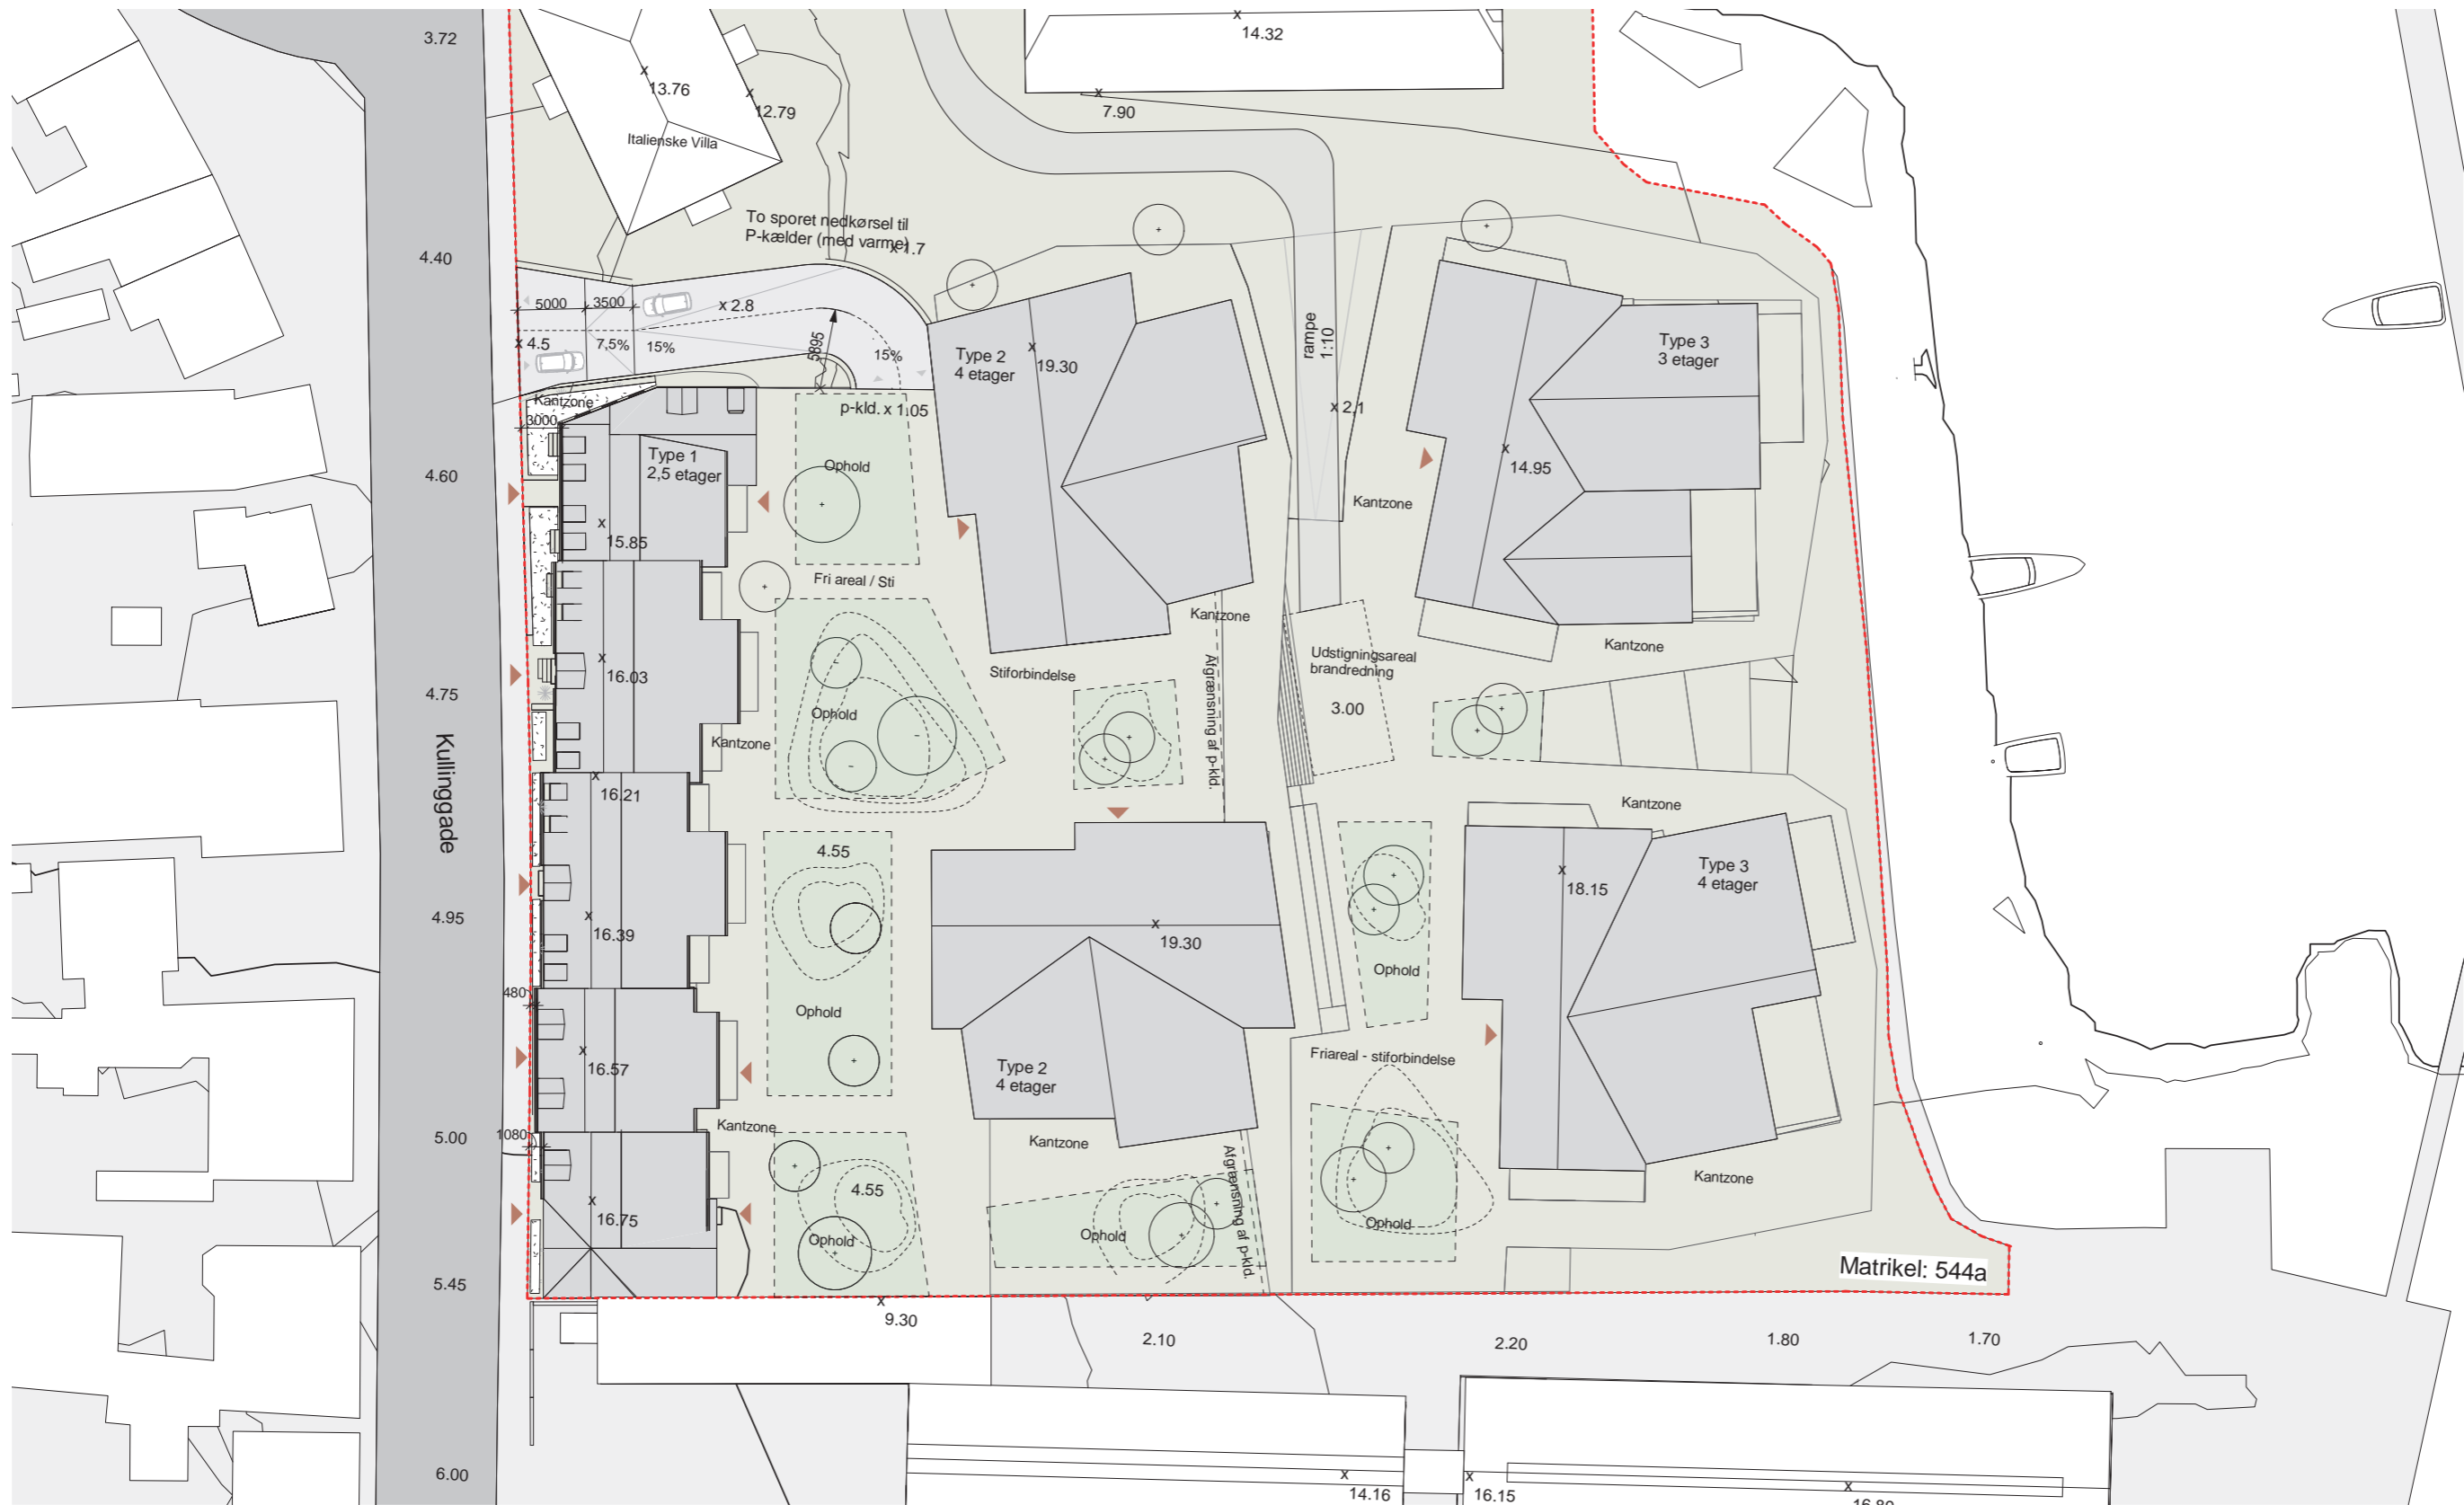 3.72
14.32
13.76
12.79
7.90
Italienske Villa
To sporet nedkørsel til
P-kælder (med varme)
x 1.7
4.40
5000
3500
x 2.8
x 4.5
7,5%
15%
5895
15%
Type 2
4 etager
19.30
rampe
1:10
Type 3
3 etager
Kantzone
3000
p-kld. x 1.05
x 2,1
4.60
Type 1
2,5 etager
Ophold
14.95
Kantzone
15.85
Fri areal / Sti
Kantzone
Kantzone
16.03
Stiforbindelse
Udstigningsareal
brandredning
4.75
Ophold
3.00
Afgrænsning af p-kld.
Kullinggade
Kantzone
16.21
Kantzone
4.55
Type 3
4 etager
18.15
4.95
16.39
19.30
Ophold
480
Ophold
Friareal - stiforbindelse
16.57
Type 2
4 etager
5.00
1080
Kantzone
Kantzone
Afgrænsning af p-kld.
Kantzone
4.55
16.75
Ophold
Ophold
Ophold
5.45
Matrikel: 544a
9.30
2.10
2.20
1.80
1.70
6.00
14.16
16.15